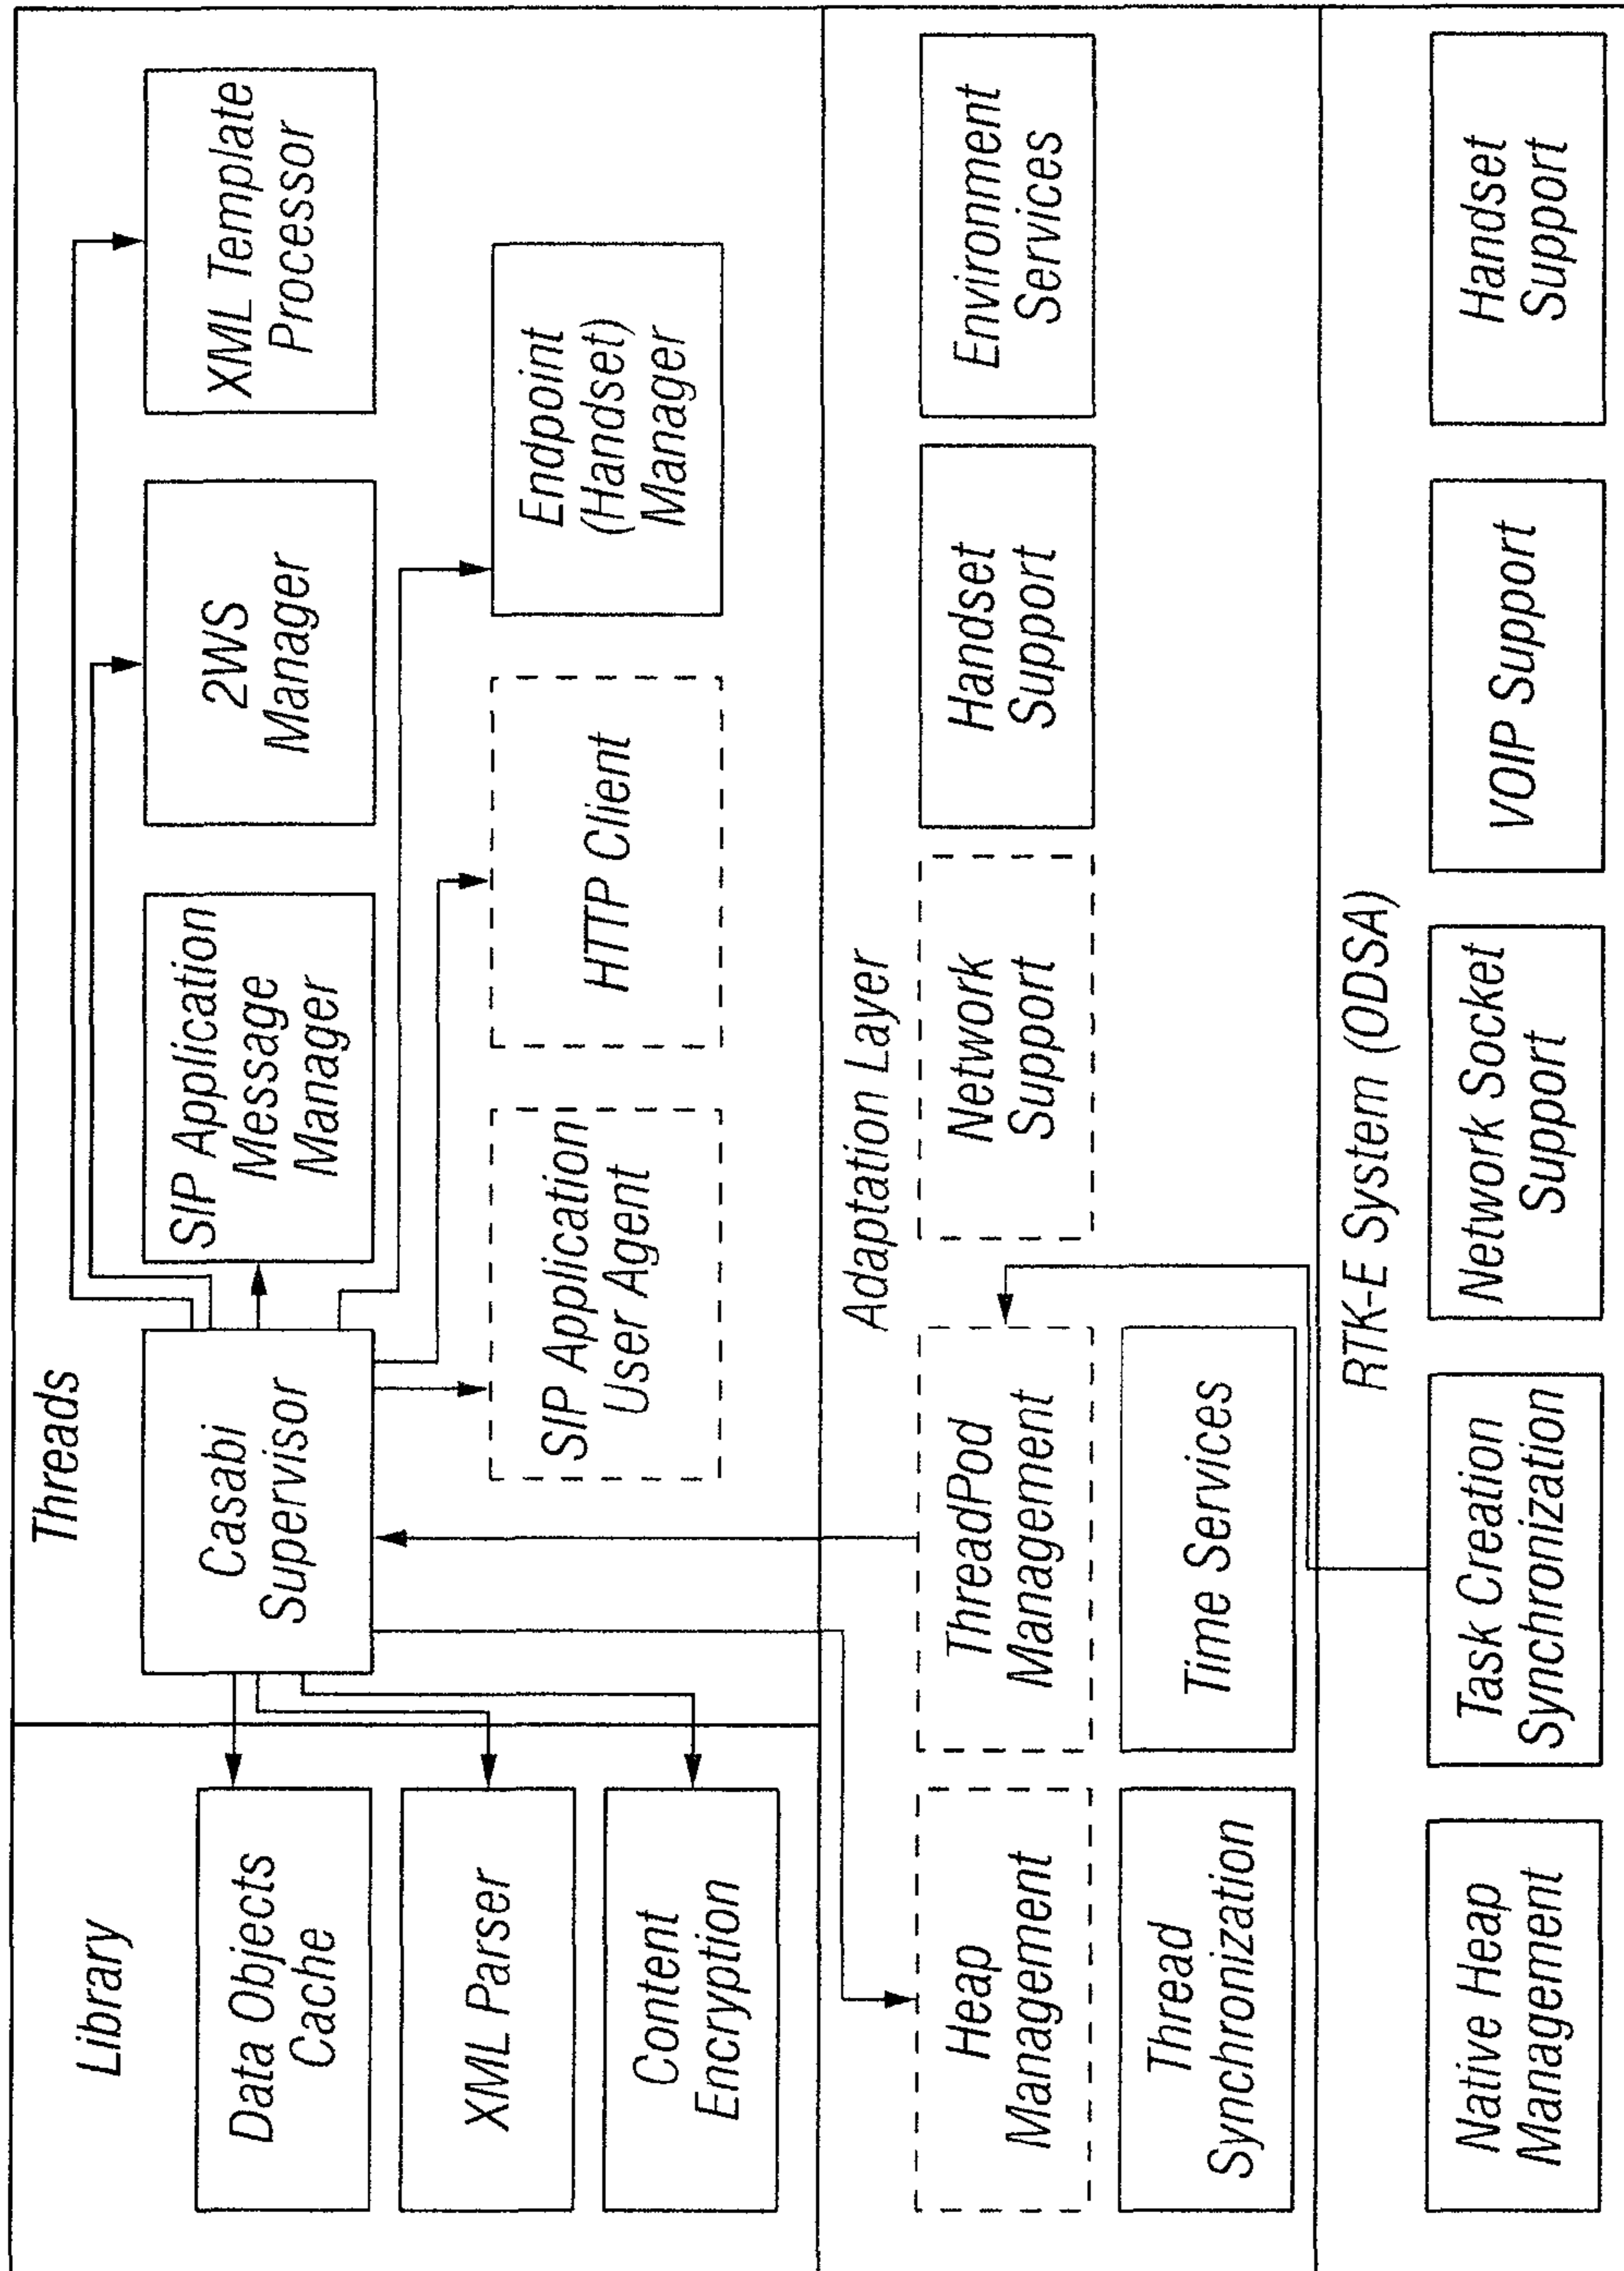 Library
Threads
Data Objects
Cache
XML Parser
Content
Encryption
Casabi
Supervisor
SIP Application
Message
Manager
2WS
Manager
XML Template
Processor
SIP Application
User Agent
HTTP Client
Endpoint
(Handset)
Manager
Adaptation Layer
Heap
Management
ThreadPod
Management
Network
Support
Handset
Support
Environment
Services
Thread
Synchronization
Time Services
RTK-E System (ODSA)
Native Heap
Management
Task Creation
Synchronization
Network Socket
Support
VOIP Support
Handset
Support